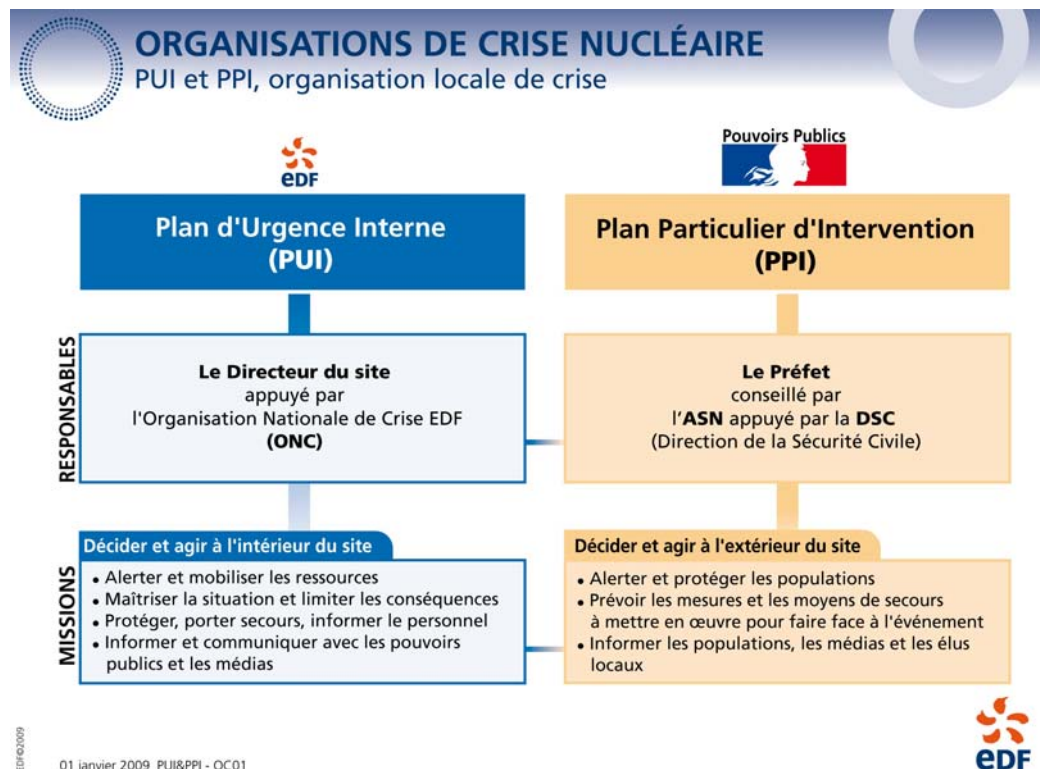 ORGANISATIONS DE CRISE NUCLÉAIRE
PUI et PPI, organisation locale de crise
eDF
Plan d'Urgence Interne
(PUI)
Pouvoirs Publics
Plan Particulier d'Intervention
(PPI)
RESPONSABLES
Le Directeur du site
appuyé par
l'Organisation Nationale de Crise EDF
(ONC)
Le Préfet
conseillé par
l'ASN appuyé par la DSC
(Direction de la Sécurité Civile)
MISSIONS
Décider et agir à l'intérieur du site
• Alerter et mobiliser les ressources
• Maîtriser la situation et limiter les conséquences
• Protéger, porter secours, informer le personnel
• Informer et communiquer avec les pouvoirs
publics et les médias
Décider et agir à l'extérieur du site
• Alerter et protéger les populations
• Prévoir les mesures et les moyens de secours
à mettre en œuvre pour faire face à l'événement
• Informer les populations, les médias et les élus
locaux
EDF©2009
01 janvier 2009 PUI&PPI - OC01
eDF